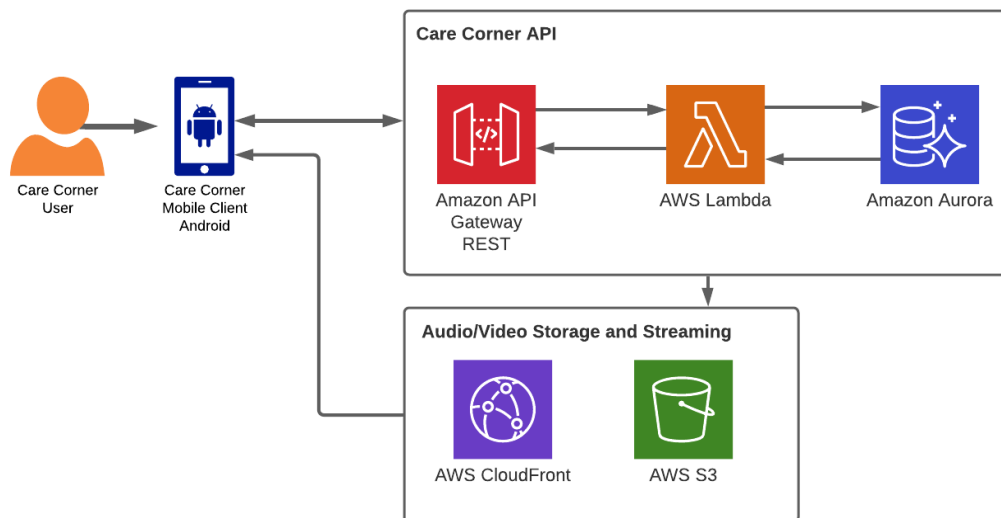 Care Corner API
Care Corner
User
Care Corner
Mobile Client
Android
</>
Amazon API
Gateway
REST
AWS Lambda
Amazon Aurora
Audio/Video Storage and Streaming
AWS CloudFront
AWS S3